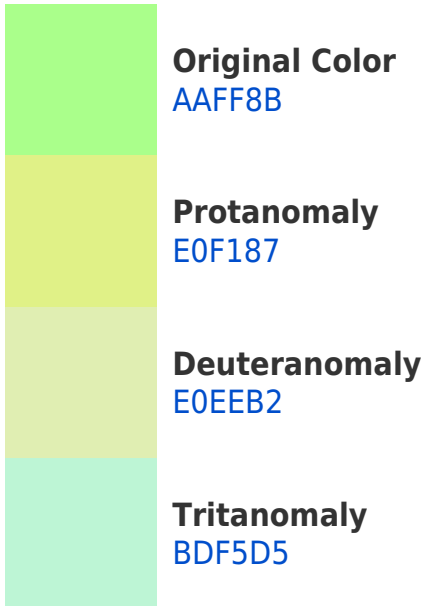 Original Color
AAFF8B
Protanomaly
E0F187
Deuteranomaly
E0EEB2
Tritanomaly
BDF5D5